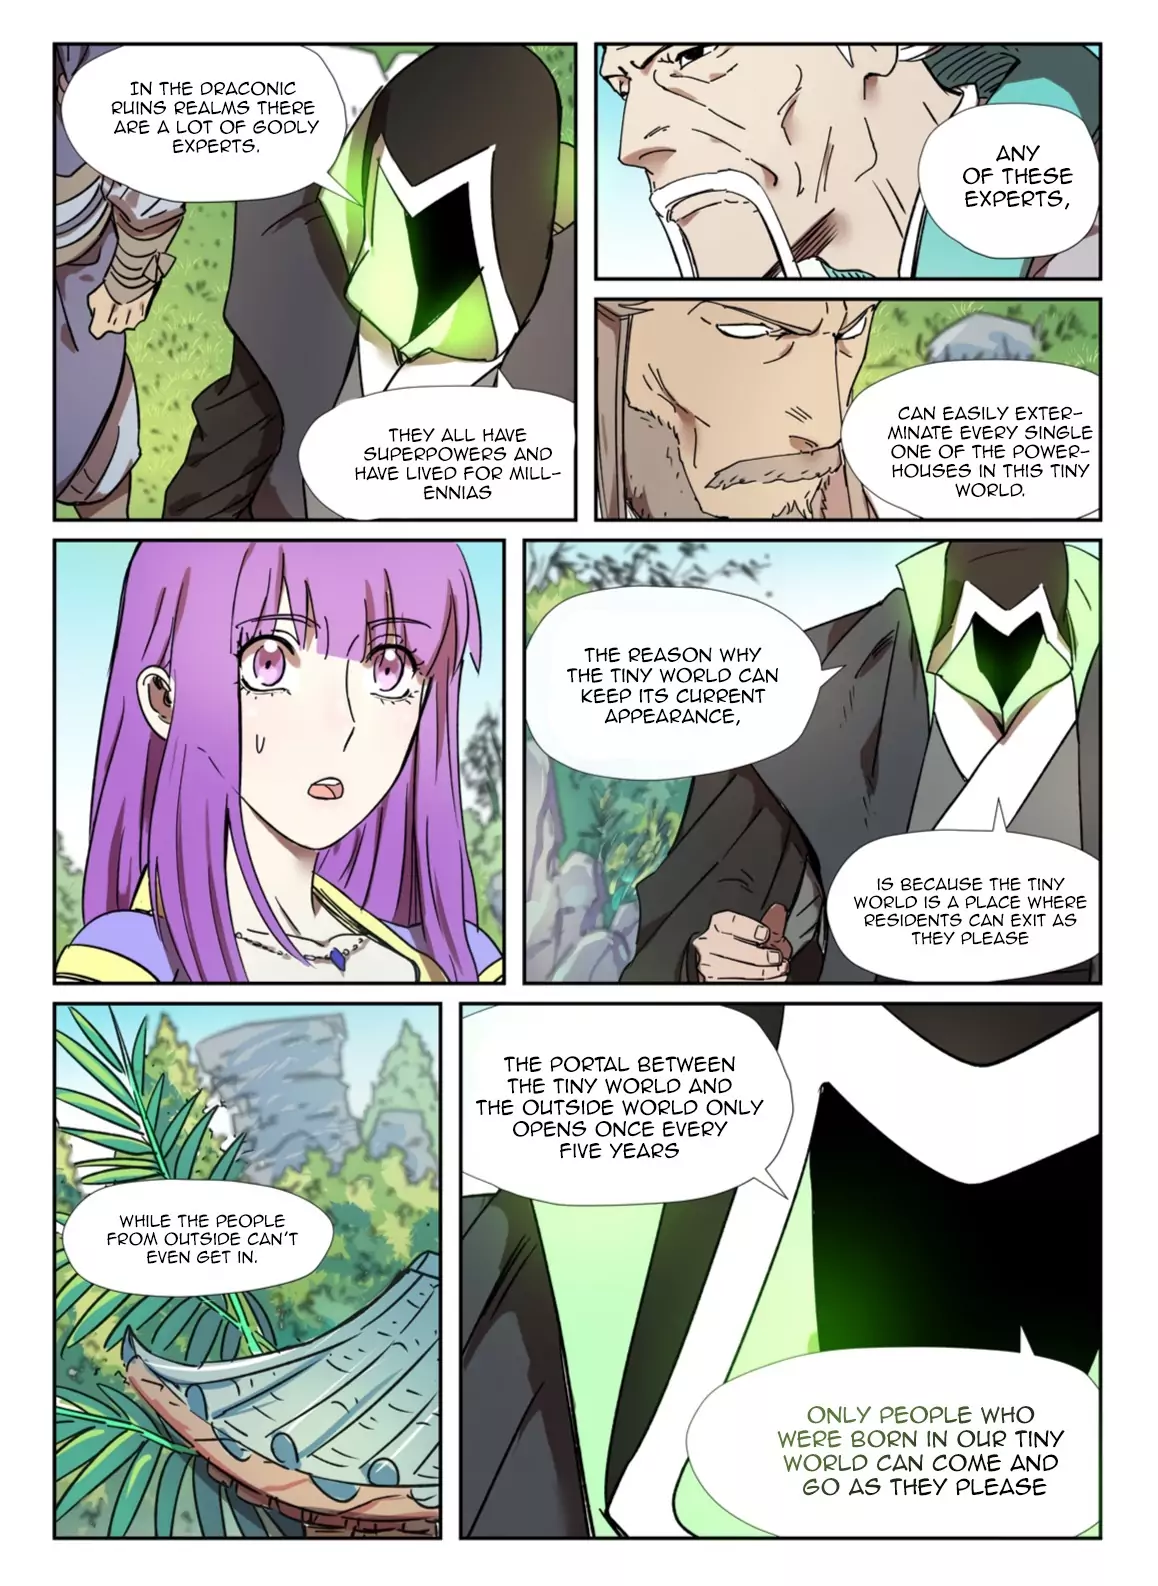 IN THE DRACONIC
RUINS REALMS THERE
ARE A LOT OF GODLY
EXPERTS.
THEY ALL HAVE
SUPERPOWERS AND
HAVE LIVED FOR MILL-
ENNIAS
ANY
OF THESE
EXPERTS,
CAN EASILY EXTER-
MINATE EVERY SINGLE
ONE OF THE POWER-
HOUSES IN THIS TINY
WORLD.
THE REASON WHY
THE TINY WORLD CAN
KEEP ITS CURRENT
APPEARANCE,
IS BECAUSE THE TINY
WORLD IS A PLACE WHERE
RESIDENTS CAN EXIT AS
THEY PLEASE
WHILE THE PEOPLE
FROM OUTSIDE CAN'T
EVEN GET IN.
THE PORTAL BETWEEN
THE TINY WORLD AND
THE OUTSIDE WORLD ONLY
OPENS ONCE EVERY
FIVE YEARS
ONLY PEOPLE WHO
WERE BORN IN OUR TINY
WORLD CAN COME AND
GO AS THEY PLEASE